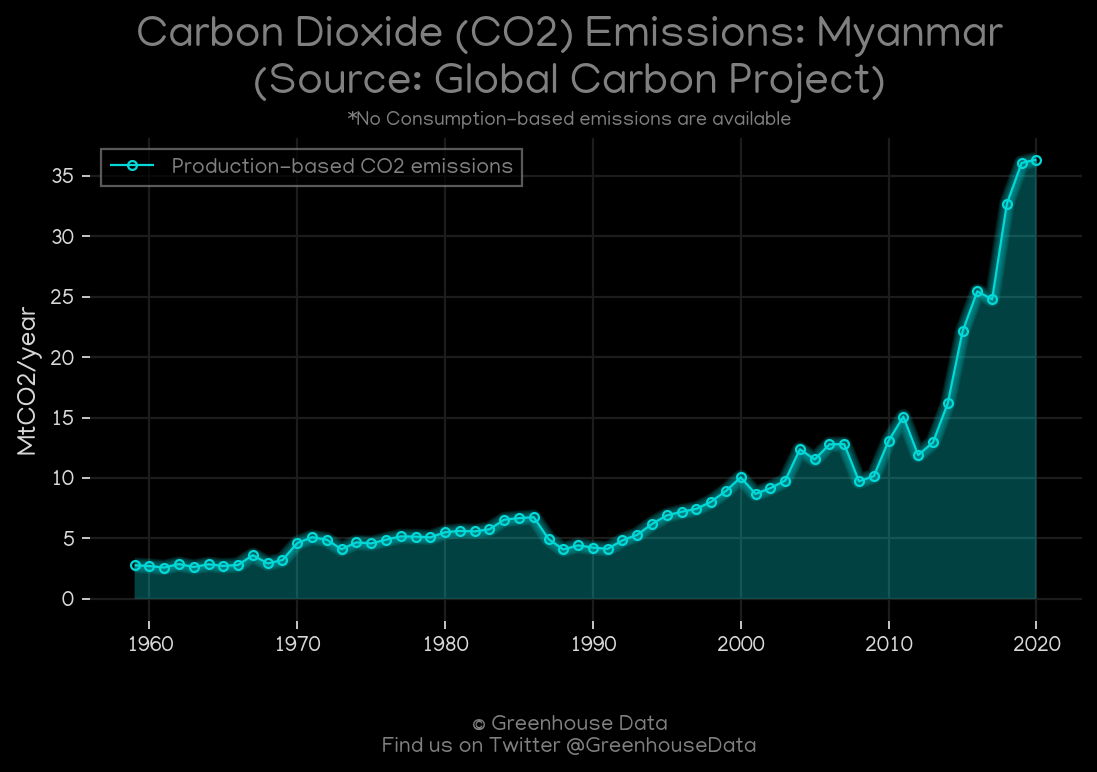 Carbon Dioxide (CO2) Emissions: Myanmar
(Source: Global Carbon Project)
*No Consumption-based emissions are available
Production-based CO2 emissions
MtCO2/year
35
30
25
20
15
10
5
0
1960 1970 1980 1990 2000 2010 2020
© Greenhouse Data
Find us on Twitter @GreenhouseData